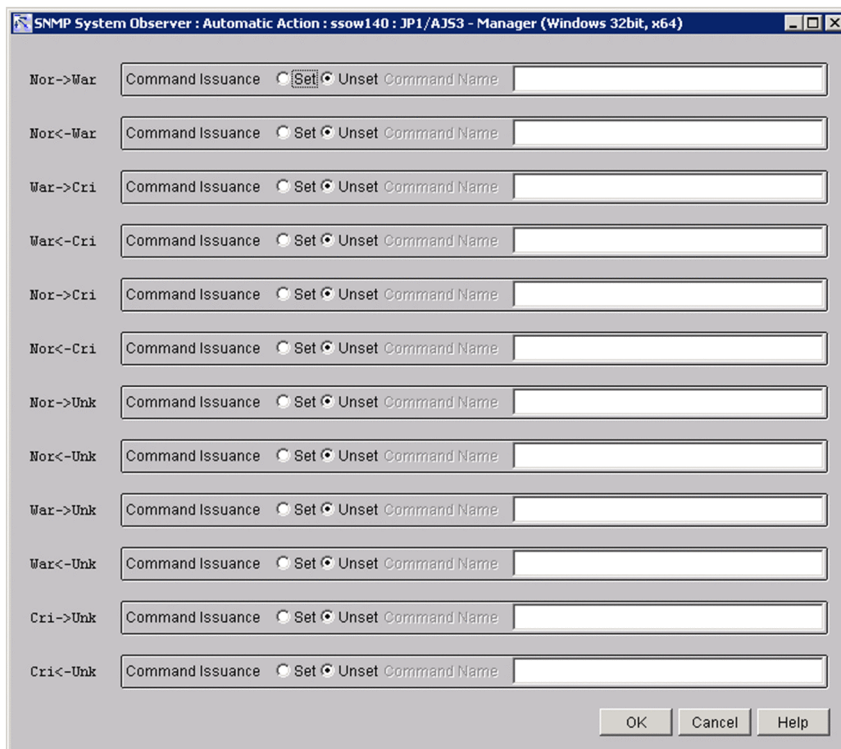 SNMP System Observer : Automatic Action : ssow140 : JP1/AJS3 - Manager (Windows 32bit, x64)
Nor->War Command Issuance Set Unset Command Name
Nor<-War Command Issuance Set Unset Command Name
War->Cri Command Issuance Set Unset Command Name
War<-Cri Command Issuance Set Unset Command Name
Nor->Cri Command Issuance Set Unset Command Name
Nor<-Cri Command Issuance Set Unset Command Name
Nor->Unk Command Issuance Set Unset Command Name
Nor<-Unk Command Issuance Set Unset Command Name
War->Unk Command Issuance Set Unset Command Name
War<-Unk Command Issuance Set Unset Command Name
Cri->Unk Command Issuance Set Unset Command Name
Cri<-Unk Command Issuance Set Unset Command Name
OK Cancel Help